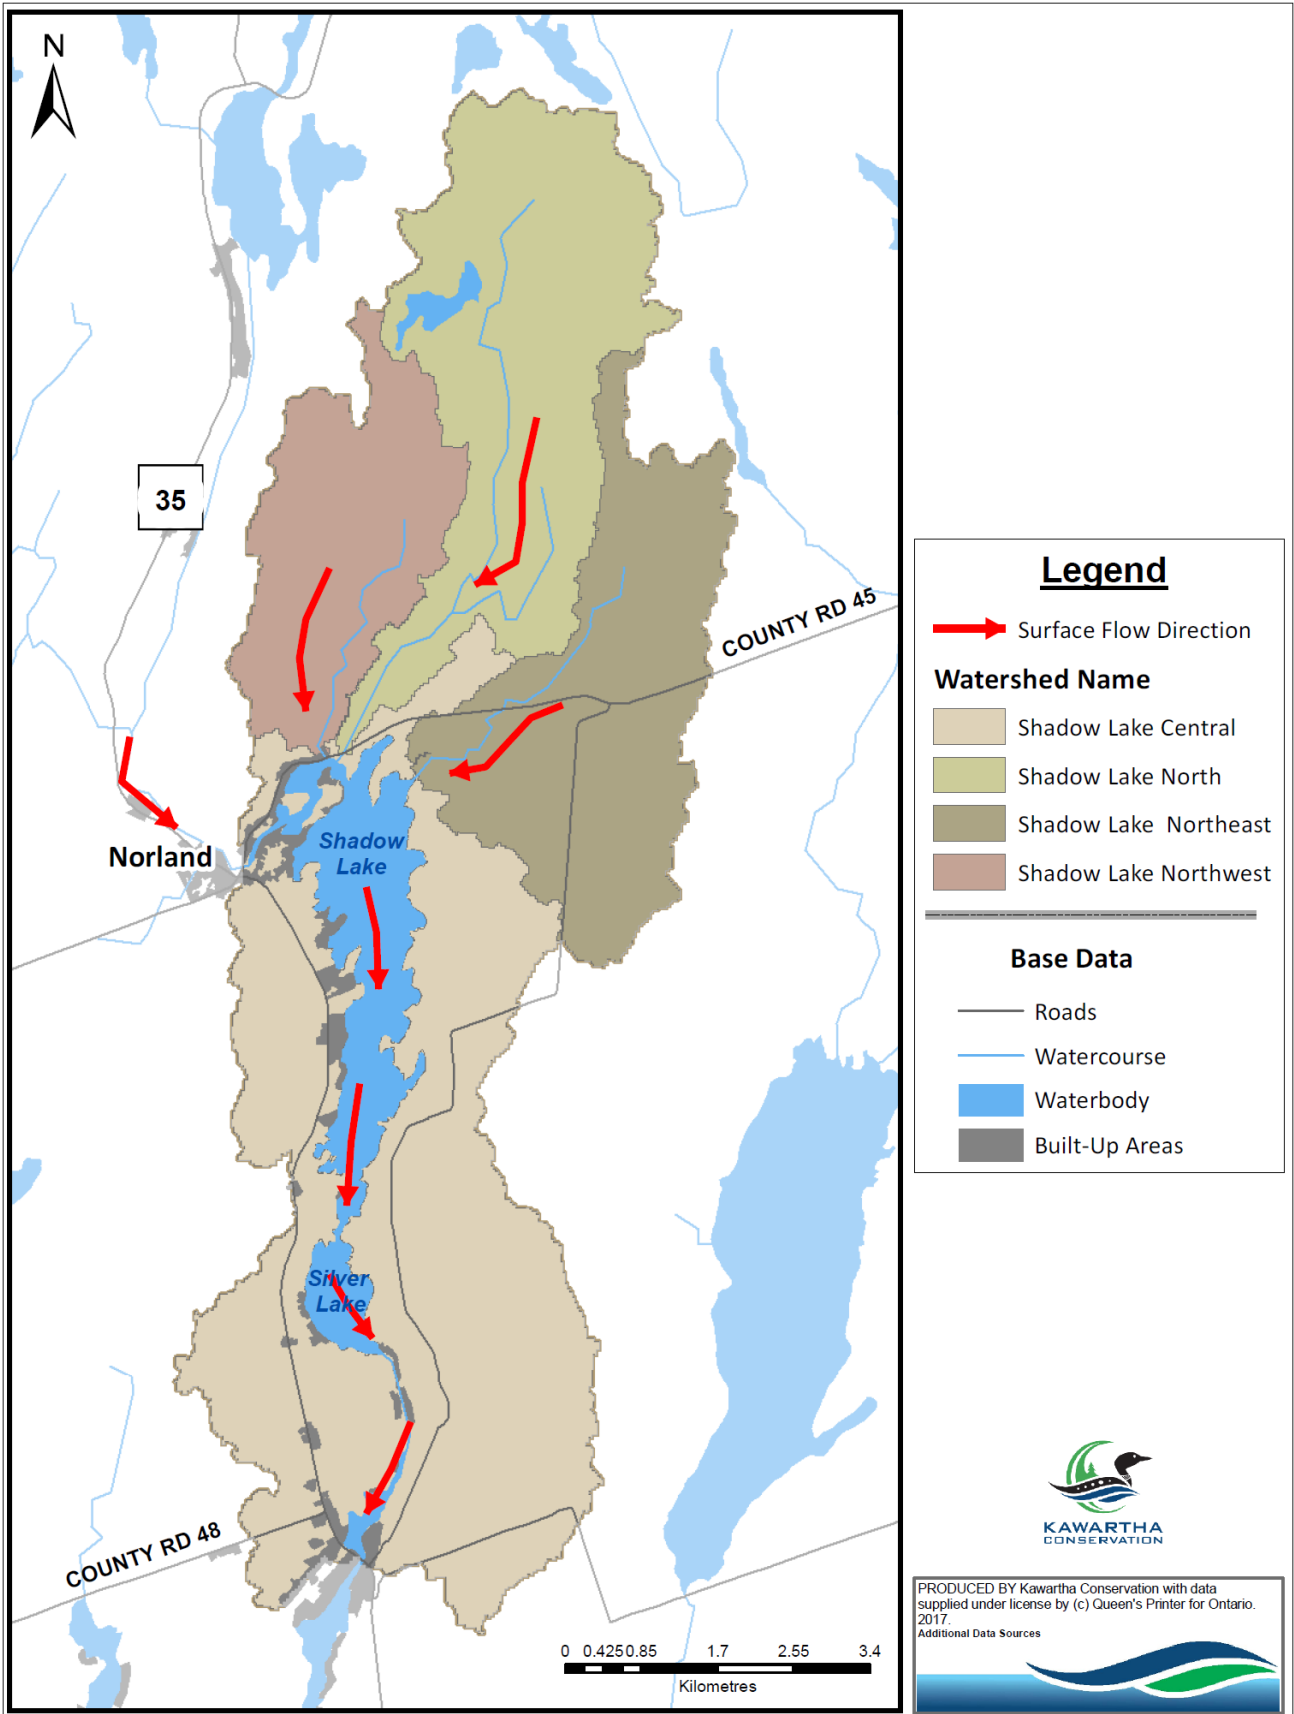 N
35
COUNTY RD 45
Shadow
Lake
Norland
Silver
Lake
COUNTY RD 48
0 0.425 0.85 1.7 2.55 3.4
Kilometres
Legend
Surface Flow Direction
Watershed Name
Shadow Lake Central
Shadow Lake North
Shadow Lake Northeast
Shadow Lake Northwest
Base Data
Roads
Watercourse
Waterbody
Built-Up Areas
KAWARTHA
CONSERVATION
PRODUCED BY Kawartha Conservation with data
supplied under license by (c) Queen's Printer for Ontario.
2017.
Additional Data Sources